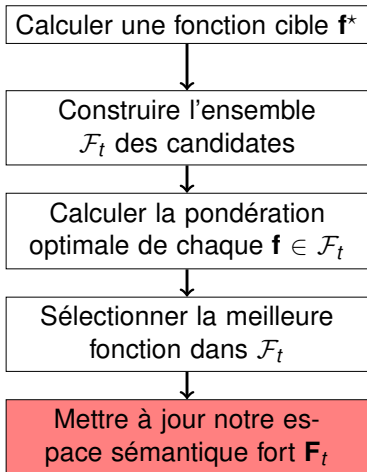 Calculer une fonction cible f⋆
Construire l'ensemble
ℱt des candidates
Calculer la pondération
optimale de chaque f ∈ ℱt
Sélectionner la meilleure
fonction dans ℱt
Mettre à jour notre es-
pace sémantique fort Ft